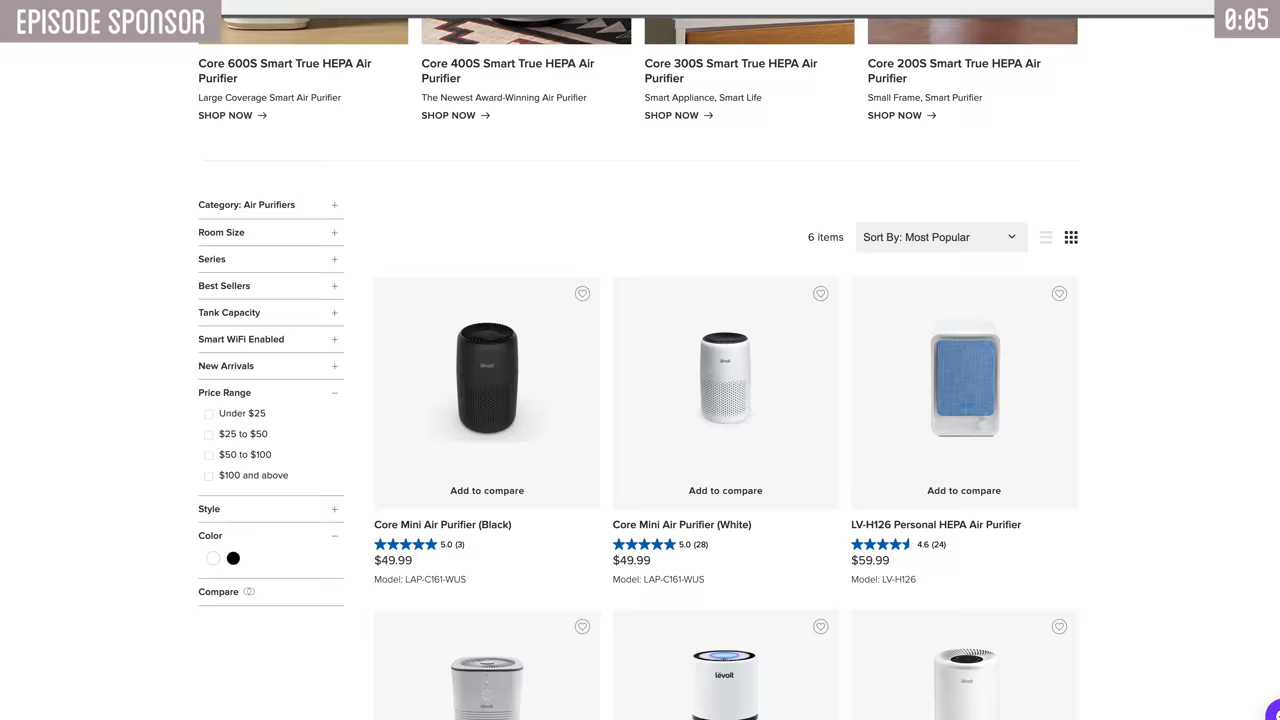 EPISODE SPONSOR
0:05
Core 600S Smart True HEPA Air
Purifier
Large Coverage Smart Air Purifier
SHOP NOW
Core 400S Smart True HEPA Air
Purifier
The Newest Award-Winning Air Purifier
SHOP NOW
Core 300S Smart True HEPA Air
Purifier
Smart Appliance, Smart Life
SHOP NOW
Core 200S Smart True HEPA Air
Purifier
Small Frame, Smart Purifier
SHOP NOW
Category: Air Purifiers
Room Size
Series
Best Sellers
Tank Capacity
Smart WiFi Enabled
New Arrivals
Price Range
Under $25
$25 to $50
$50 to $100
$100 and above
Style
Color
Compare
6 items
Sort By: Most Popular
levoit
Add to compare
Core Mini Air Purifier (Black)
5.0 (3)
$49.99
Model: LAP-C161-WUS
levoit
Add to compare
Core Mini Air Purifier (White)
5.0 (28)
$49.99
Model: LAP-C161-WUS
Add to compare
LV-H126 Personal HEPA Air Purifier
4.6 (24)
$59.99
Model: LV-H126
levoit
levoit
levoit